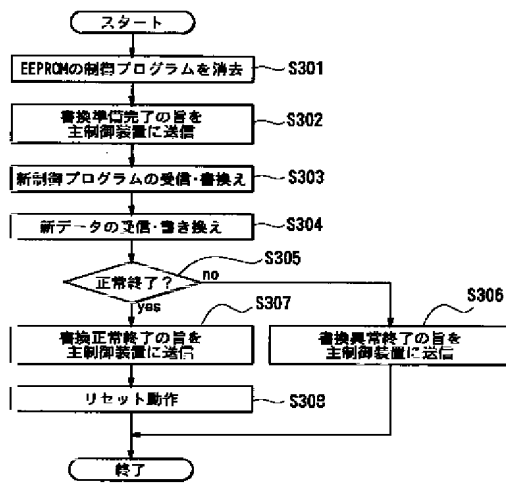 スタート
EEPROMの制御プログラムを消去
S301
書換準備完了の旨を
主制御装置に送信
S302
新制御プログラムの受信・書換え
S303
新データの受信・書き換え
S304
正常終了?
S305
no
yes
S307
書換正常終了の旨を
主制御装置に送信
S306
書換異常終了の旨を
主制御装置に送信
リセット動作
S308
終了